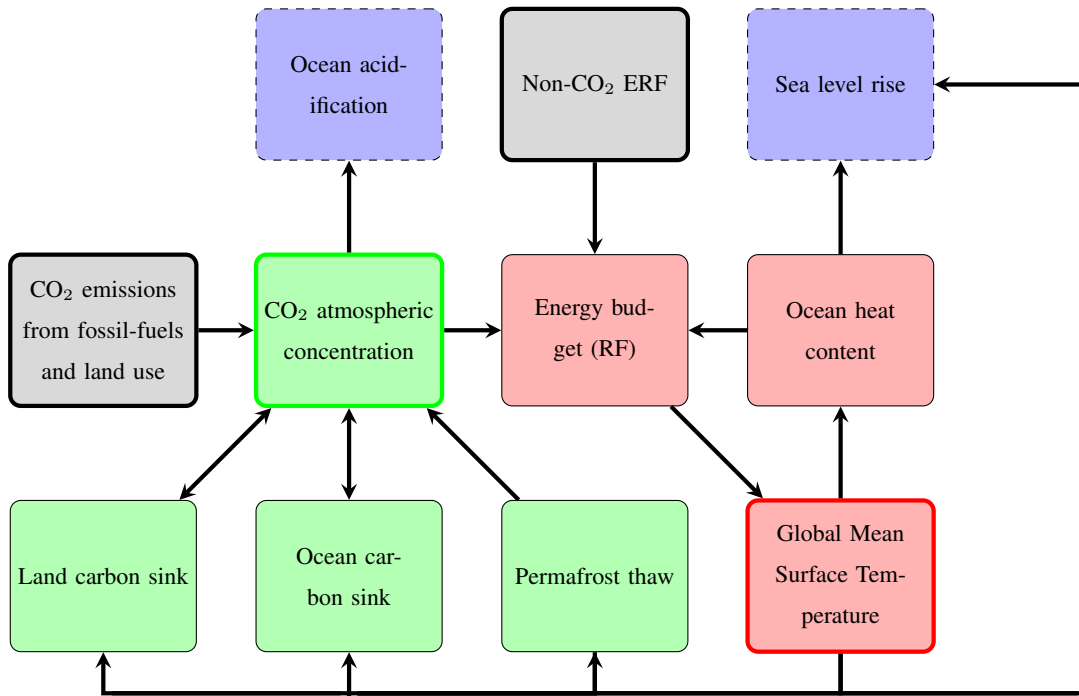 Ocean acid-
ification
Non-CO₂ ERF
Sea level rise
CO₂ emissions
from fossil-fuels
and land use
CO₂ atmospheric
concentration
Energy bud-
get (RF)
Ocean heat
content
Land carbon sink
Ocean car-
bon sink
Permafrost thaw
Global Mean
Surface Tem-
perature